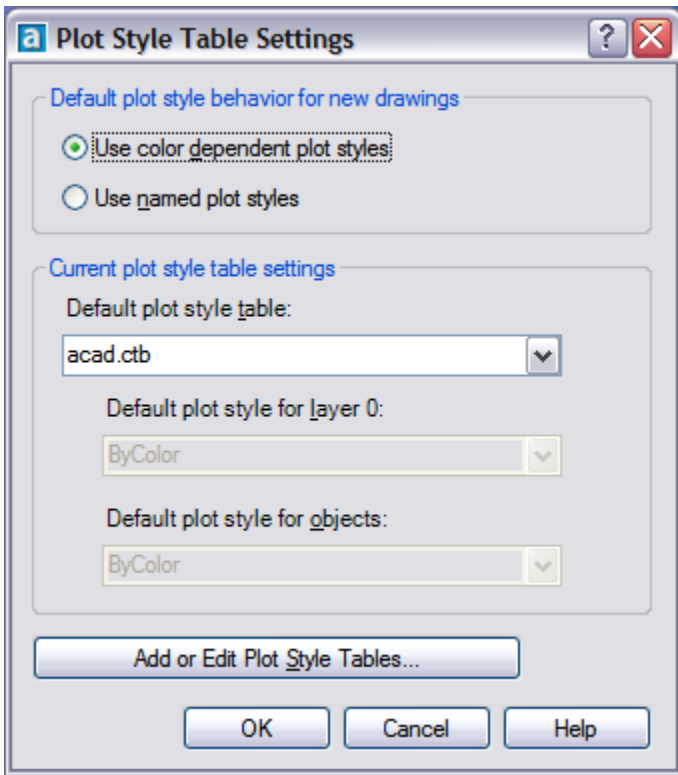 a Plot Style Table Settings ?
Default plot style behavior for new drawings
Use color dependent plot styles
Use named plot styles
Current plot style table settings
Default plot style table:
acad.ctb
Default plot style for layer 0:
ByColor
Default plot style for objects:
ByColor
Add or Edit Plot Style Tables...
OK Cancel Help